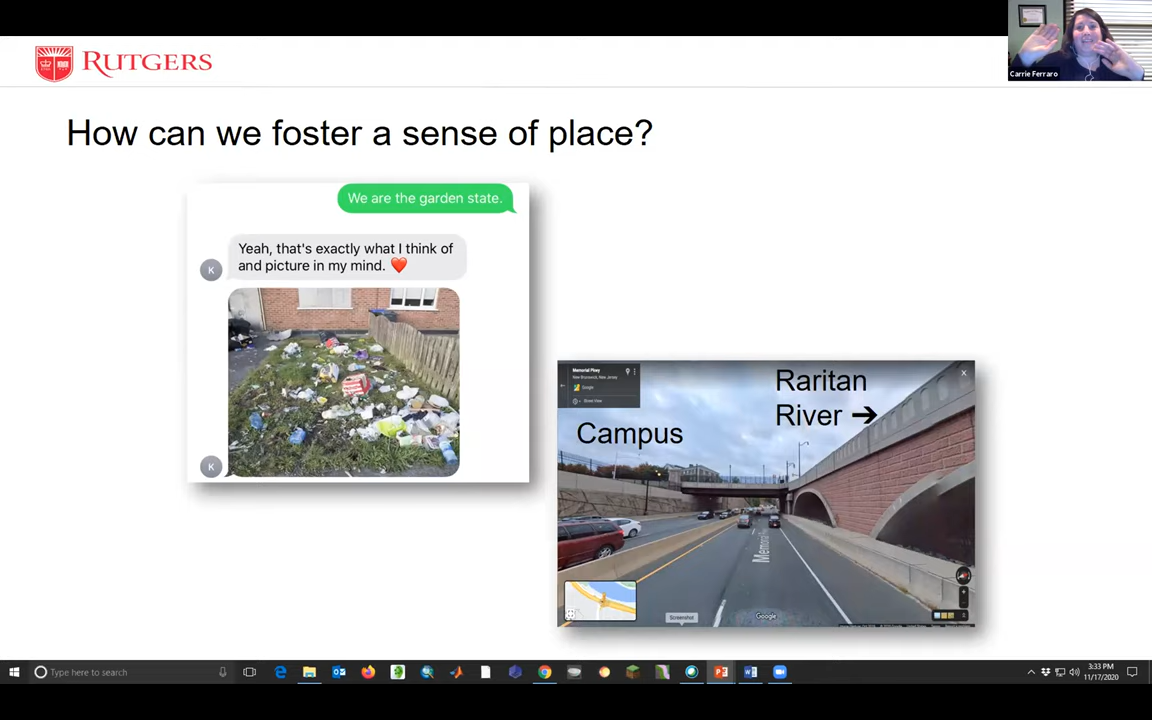 RUTGERS
Carrie Ferraro
How can we foster a sense of place?
We are the garden state.
Yeah, that's exactly what I think of
and picture in my mind. ❤️
K
K
Memorial Pkwy
New Brunswick, New Jersey
Google
Street View
Campus
Raritan
River ➔
Google
Screenshot
Type here to search
3:33 PM
11/17/2020